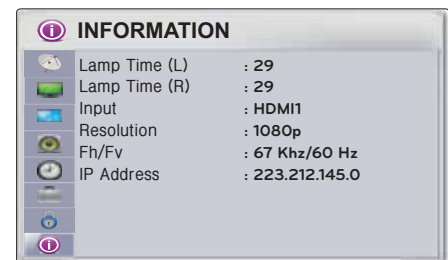 INFORMATION
Lamp Time (L) : 29
Lamp Time (R) : 29
Input : HDMI1
Resolution : 1080p
Fh/Fv : 67 Khz/60 Hz
IP Address : 223.212.145.0